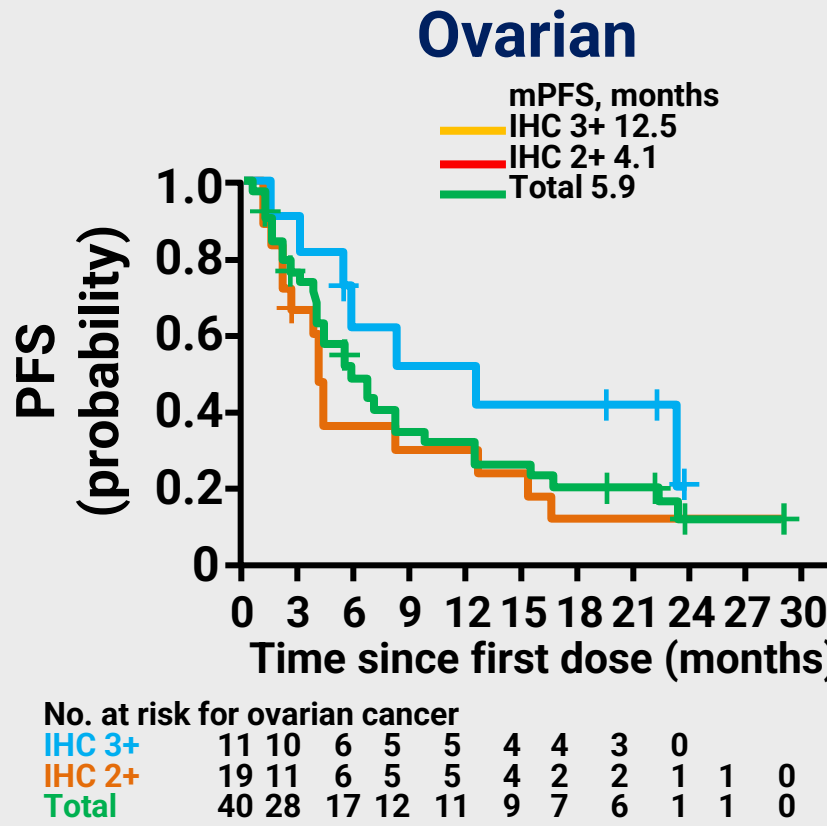 Ovarian
mPFS, months
IHC 3+ 12.5
IHC 2+ 4.1
Total 5.9
PFS
(probability)
1.0
0.8
0.6
0.4
0.2
0
0 3 6 9 12 15 18 21 24 27 30
Time since first dose (months)
No. at risk for ovarian cancer
IHC 3+ 11 10 6 5 5 4 4 3 0
IHC 2+ 19 11 6 5 5 4 2 2 1 1 0
Total 40 28 17 12 11 9 7 6 1 1 0